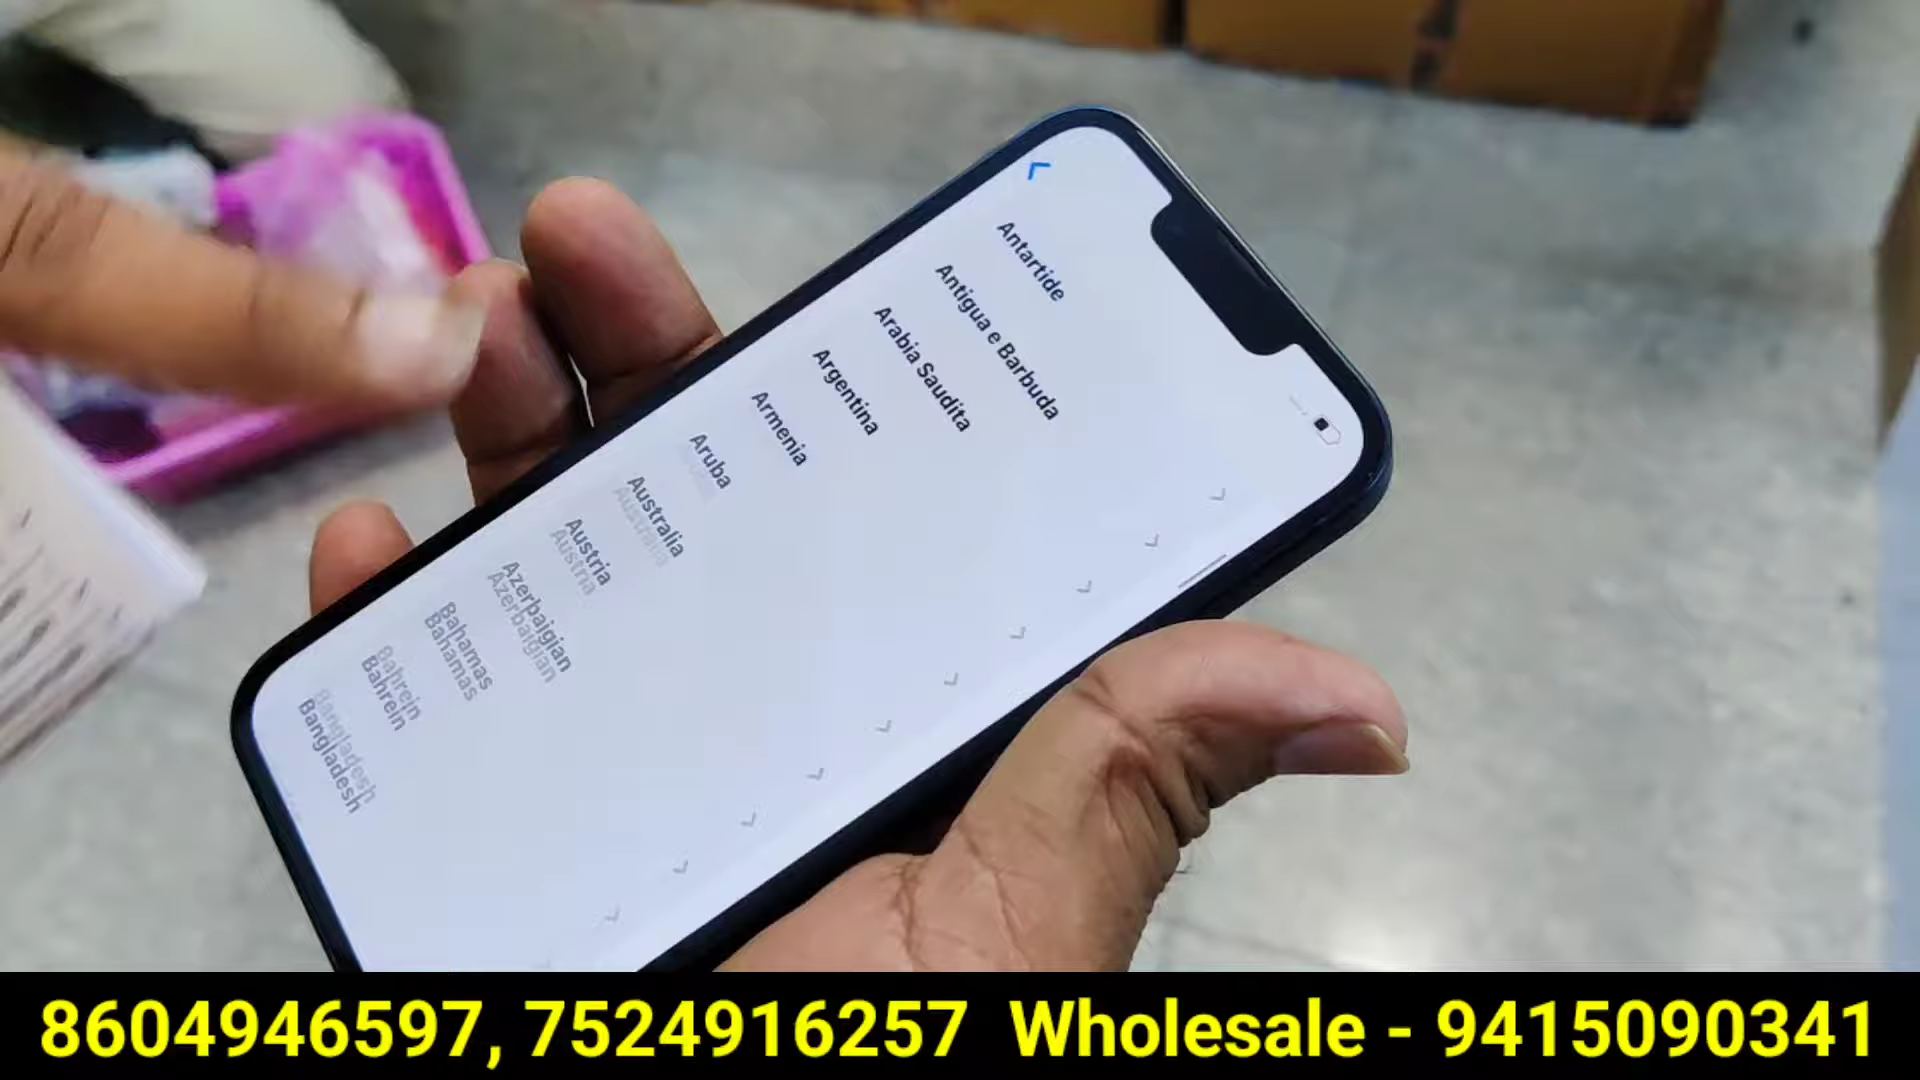 Antartide
Antigua e Barbuda
Arabia Saudita
Argentina
Armenia
Aruba
Australia
Austria
Azerbaigian
Bahamas
Bahrein
Bangladesh
8604946597, 7524916257 Wholesale - 9415090341